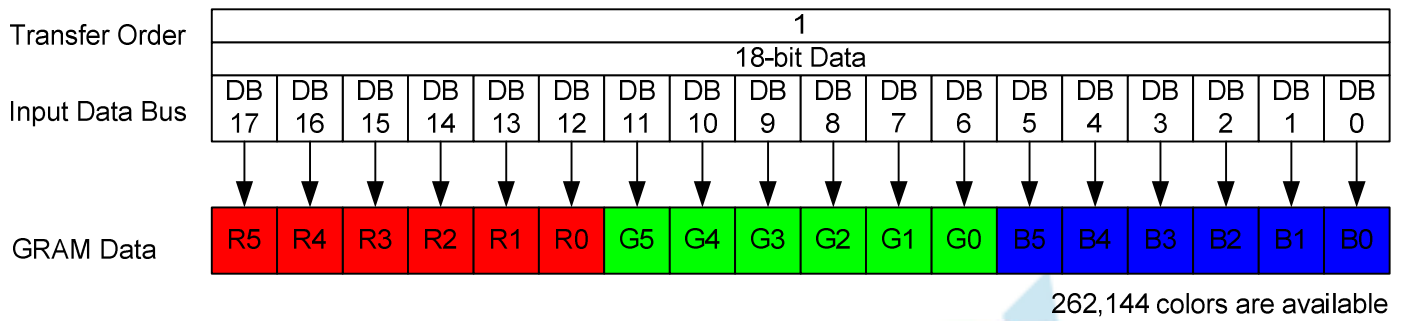 Transfer Order
1
18-bit Data
Input Data Bus
DB DB DB DB DB DB DB DB DB DB DB DB DB DB DB DB DB DB
17 16 15 14 13 12 11 10 9 8 7 6 5 4 3 2 1 0
GRAM Data
R5 R4 R3 R2 R1 R0 G5 G4 G3 G2 G1 G0 B5 B4 B3 B2 B1 B0
262,144 colors are available